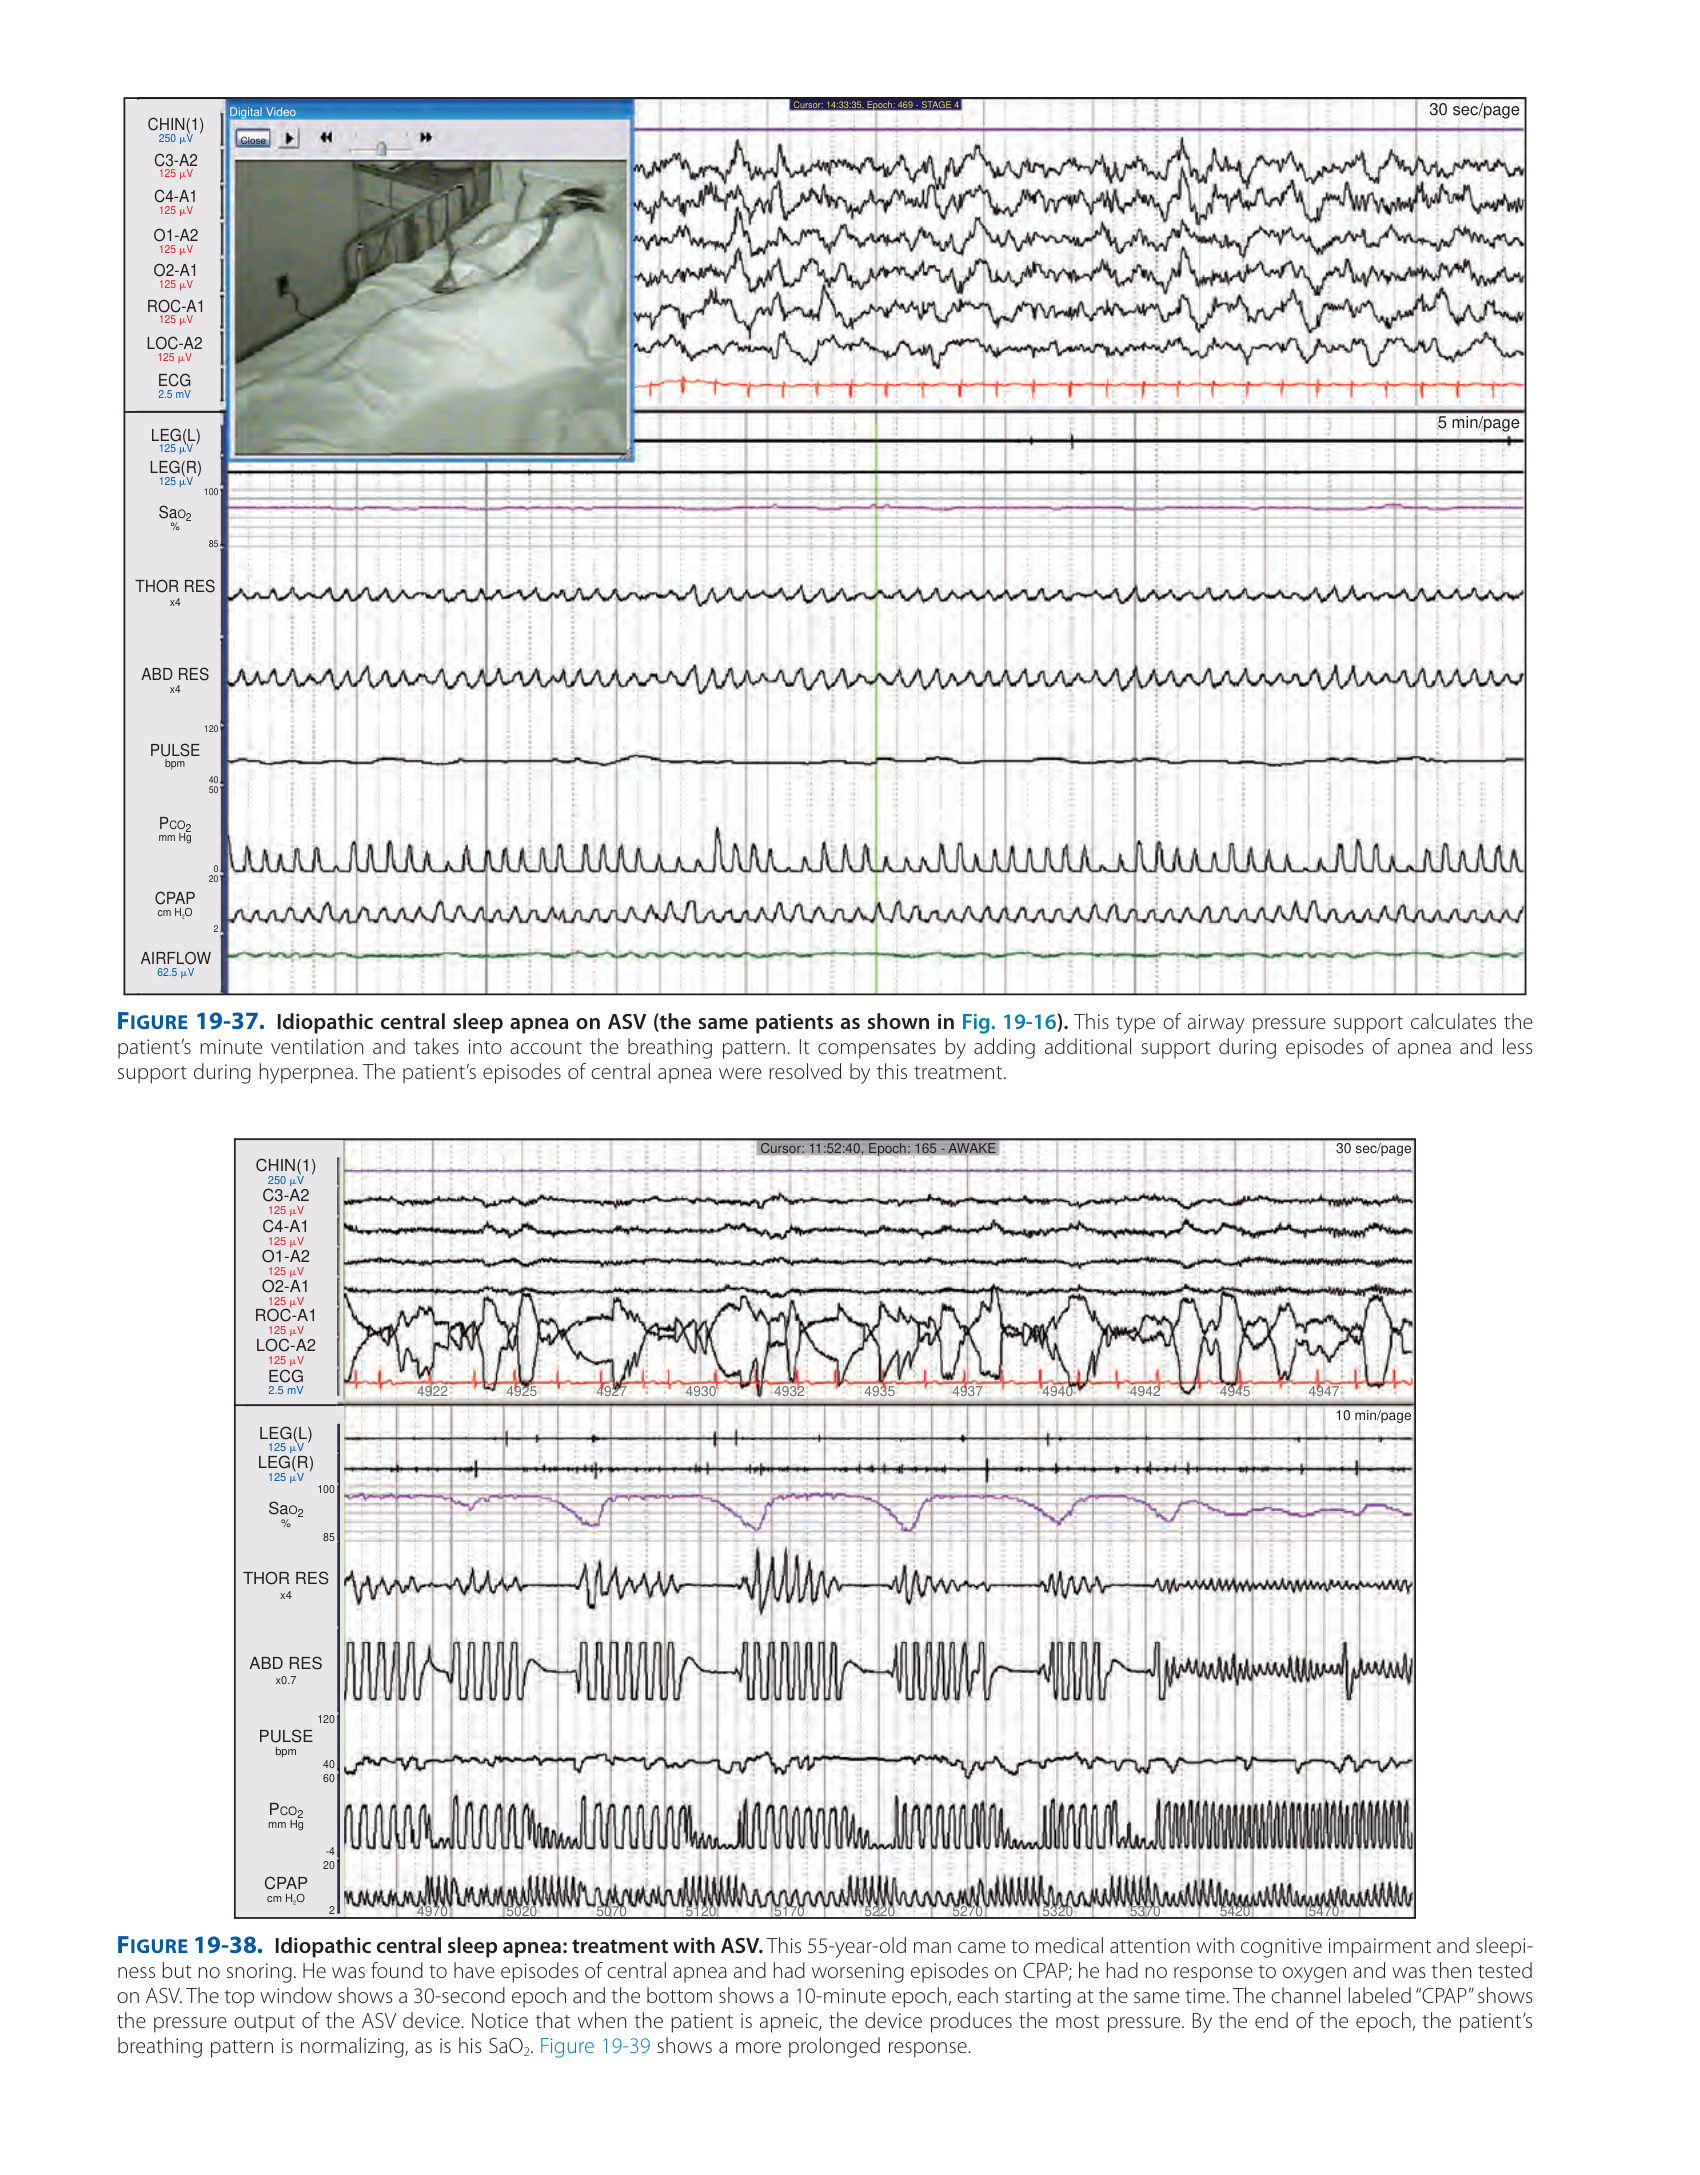 Digital Video
Close
Cursor: 14:33:35, Epoch: 469 - STAGE 4
30 sec/page
CHIN(1)
250 µV
C3-A2
125 µV
C4-A1
125 µV
O1-A2
125 µV
O2-A1
125 µV
ROC-A1
125 µV
LOC-A2
125 µV
ECG
2.5 mV
5 min/page
LEG(L)
125 µV
LEG(R)
125 µV
100
SaO2
%
85
THOR RES
x4
ABD RES
x4
120
PULSE
bpm
40
50
PCO2
mm Hg
0
20
CPAP
cm H2O
2
AIRFLOW
62.5 µV
FIGURE 19-37. Idiopathic central sleep apnea on ASV (the same patients as shown in Fig. 19-16). This type of airway pressure support calculates the
patient's minute ventilation and takes into account the breathing pattern. It compensates by adding additional support during episodes of apnea and less
support during hyperpnea. The patient's episodes of central apnea were resolved by this treatment.
Cursor: 11:52:40, Epoch: 165 - AWAKE
30 sec/page
CHIN(1)
250 µV
C3-A2
125 µV
C4-A1
125 µV
O1-A2
125 µV
O2-A1
125 µV
ROC-A1
125 µV
LOC-A2
125 µV
ECG
2.5 mV
4922 4925 4927 4930 4932 4935 4937 4940 4942 4945 4947
10 min/page
LEG(L)
125 µV
LEG(R)
125 µV
100
SaO2
%
85
THOR RES
x4
ABD RES
x0.7
120
PULSE
bpm
40
60
PCO2
mm Hg
-4
20
CPAP
cm H2O
2
4970 5020 5070 5120 5170 5220 5270 5320 5370 5420 5470
FIGURE 19-38. Idiopathic central sleep apnea: treatment with ASV. This 55-year-old man came to medical attention with cognitive impairment and sleepi-
ness but no snoring. He was found to have episodes of central apnea and had worsening episodes on CPAP; he had no response to oxygen and was then tested
on ASV. The top window shows a 30-second epoch and the bottom shows a 10-minute epoch, each starting at the same time. The channel labeled "CPAP" shows
the pressure output of the ASV device. Notice that when the patient is apneic, the device produces the most pressure. By the end of the epoch, the patient's
breathing pattern is normalizing, as is his SaO2. Figure 19-39 shows a more prolonged response.